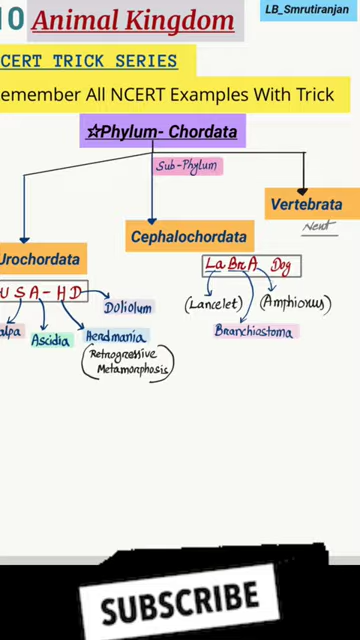 10 Animal Kingdom
LB_Smrutiranjan
CERT TRICK SERIES
emember All NCERT Examples With Trick
☆Phylum- Chordata
Sub-Phylum
Vertebrata
Next
Cephalochordata
Urochordata
La Br A Dog
U S A - H D
(Lancelet)
(Amphioxus)
Branchiostoma
Doliolum
alpa
Ascidia
Herdmania
(Retrogressive
Metamorphosis)
SUBSCRIBE